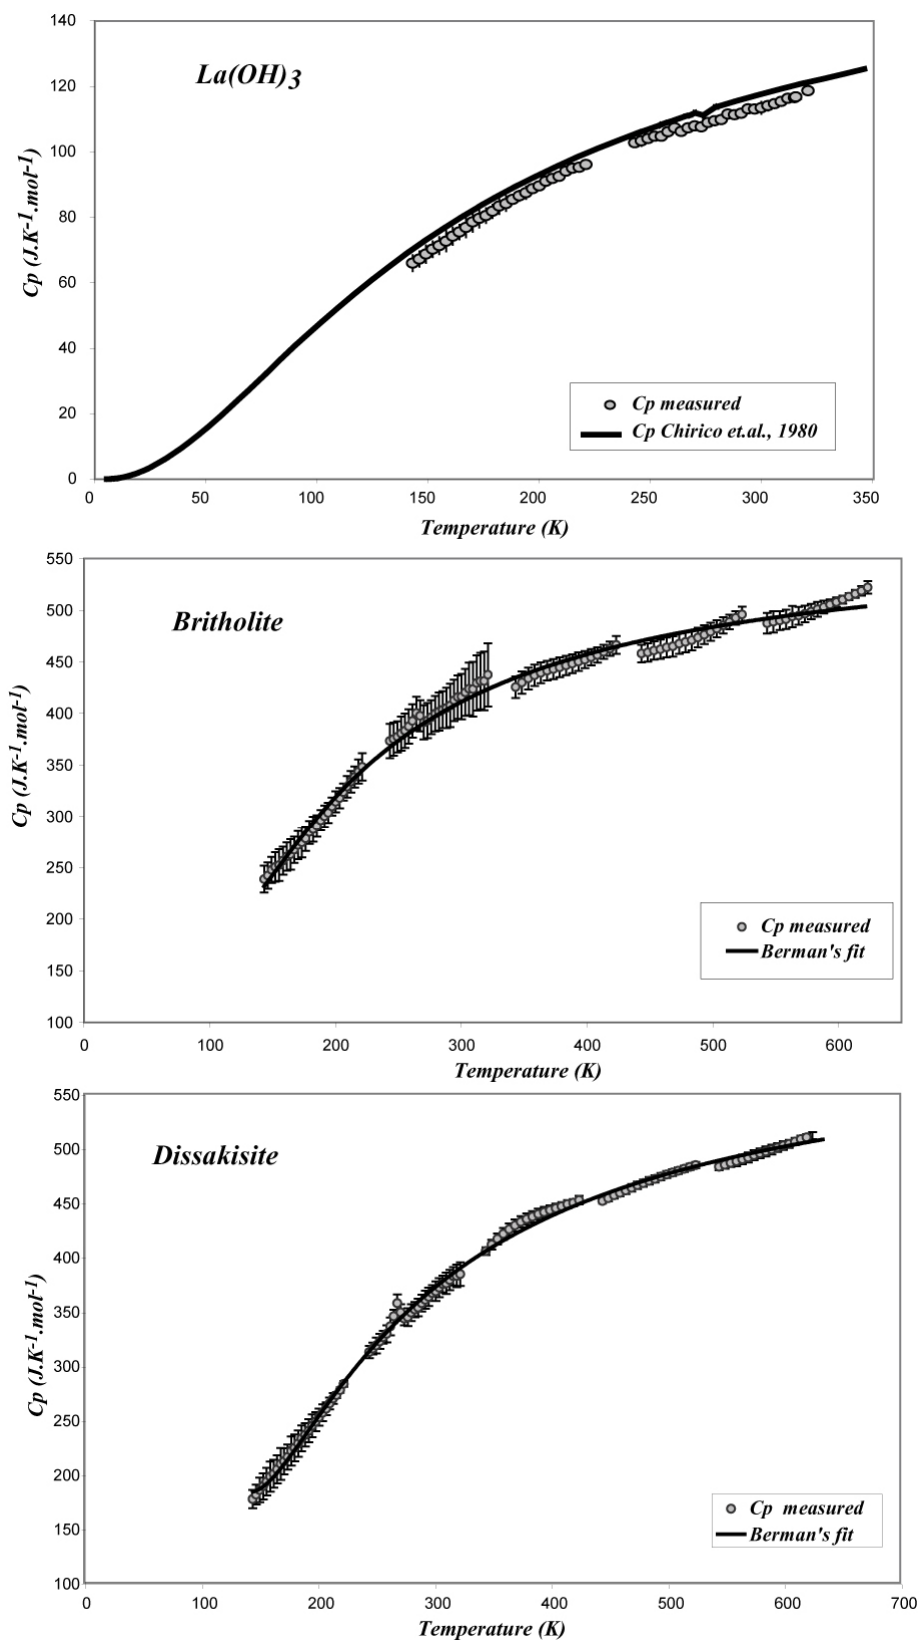 140
120
100
80
60
40
20
0
La(OH)3
Cp (J.K-1.mol-1)
Cp measured
Cp Chirico et.al., 1980
0 50 100 150 200 250 300 350
Temperature (K)
550
500
450
400
350
300
250
200
150
100
Britholite
Cp (J.K-1.mol-1)
Cp measured
Berman's fit
0 100 200 300 400 500 600
Temperature (K)
550
500
450
400
350
300
250
200
150
100
Dissakisite
Cp (J.K-1.mol-1)
Cp measured
Berman's fit
0 100 200 300 400 500 600 700
Temperature (K)